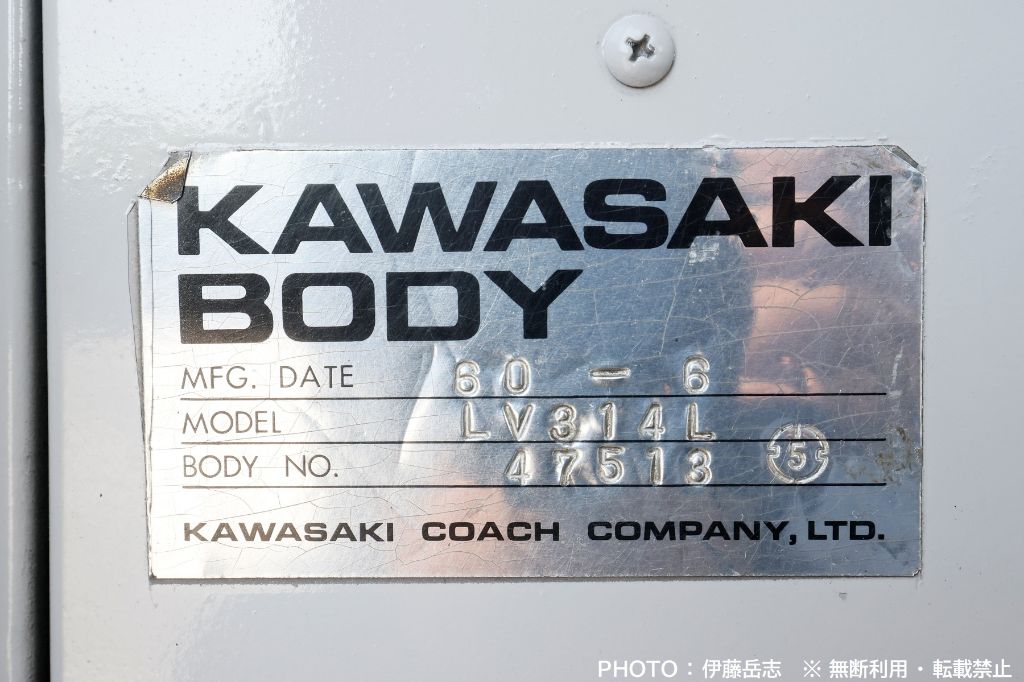 KAWASAKI
BODY
MFG. DATE 60-6
MODEL LV314L
BODY NO. 47513 5
KAWASAKI COACH COMPANY, LTD.
PHOTO：伊藤岳志 ※無断利用・転載禁止